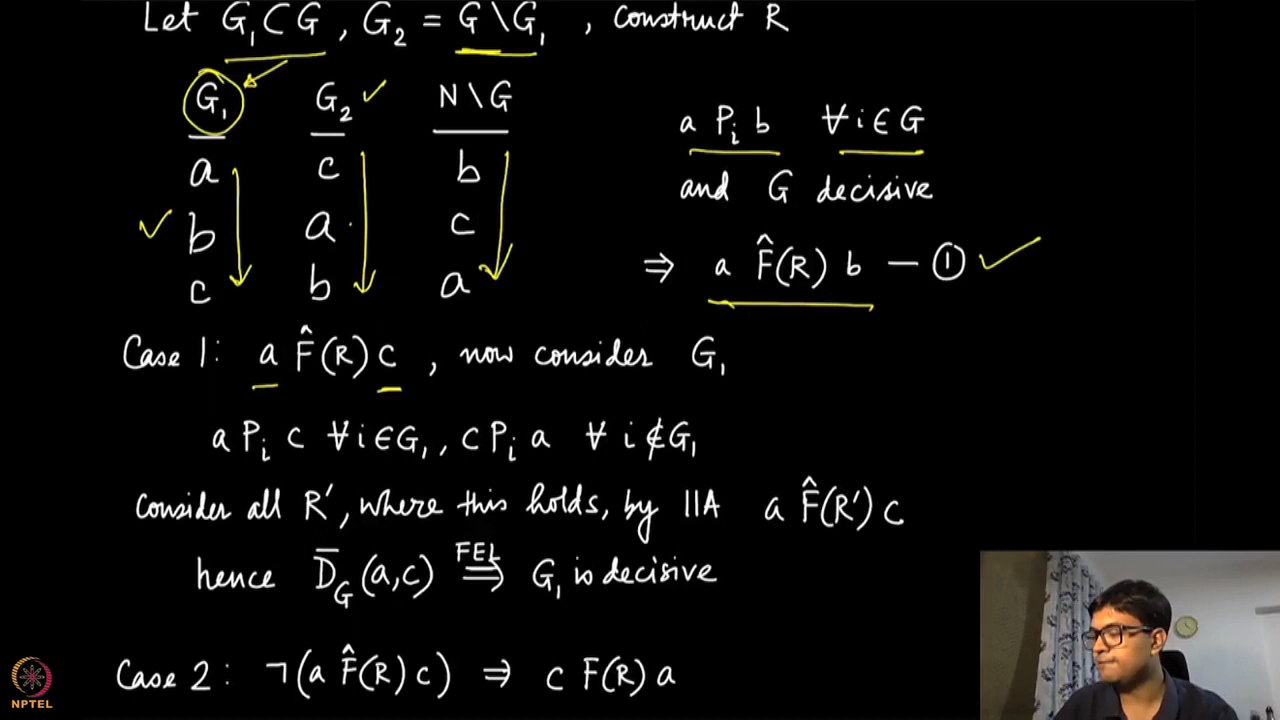 Let G₁ ⊂ G, G₂ = G \ G₁, construct R
G₁ G₂ N \ G
a c b
b a c
c b a
a Pᵢ b ∀ i ∈ G
and G decisive
⇒ a F̂(R) b — ①
Case 1: a F̂(R) c, now consider G₁
a Pᵢ c ∀ i ∈ G₁, c Pᵢ a ∀ i ∉ G₁
Consider all R′, where this holds, by IIA a F̂(R′) c
hence D̅_G (a,c) FEL ⟹ G₁ is decisive
Case 2: ¬(a F̂(R) c) ⇒ c F(R) a
NPTEL